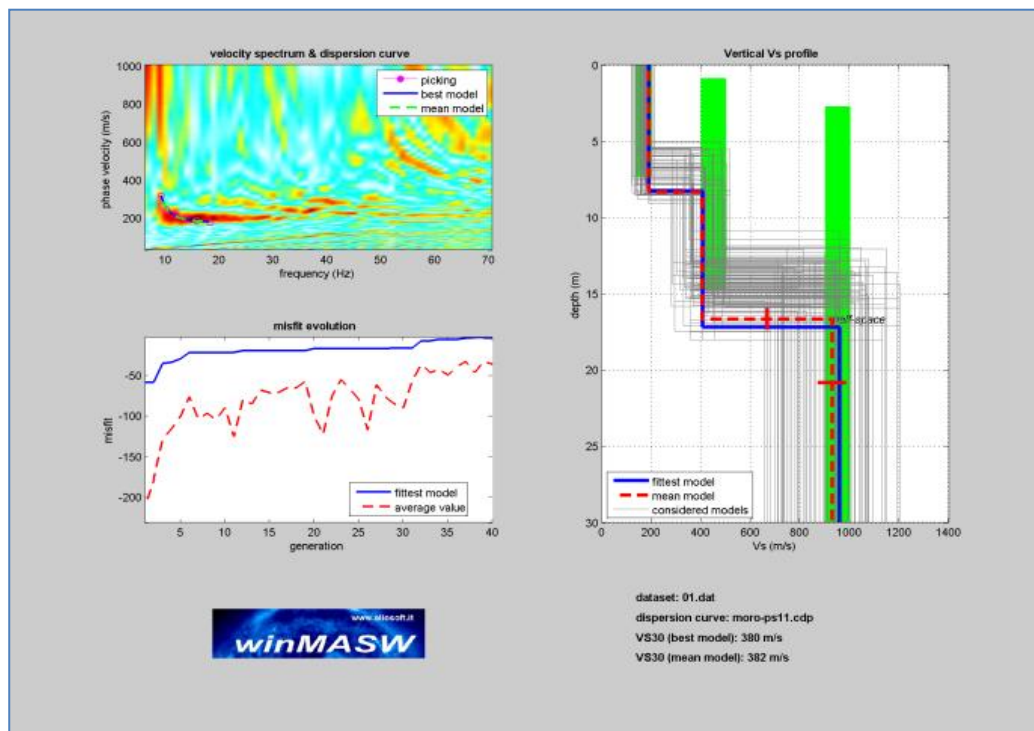 velocity spectrum & dispersion curve
1000
800
600
400
200
phase velocity (m/s)
picking
best model
mean model
10 20 30 40 50 60 70
frequency (Hz)
misfit evolution
-50
-100
-150
-200
misfit
fittest model
average value
5 10 15 20 25 30 35 40
generation
Vertical Vs profile
0
5
10
15
20
25
30
depth (m)
half-space
fittest model
mean model
considered models
0 200 400 600 800 1000 1200 1400
Vs (m/s)
www.eliosoft.it
winMASW
dataset: 01.dat
dispersion curve: moro-ps11.cdp
VS30 (best model): 380 m/s
VS30 (mean model): 382 m/s